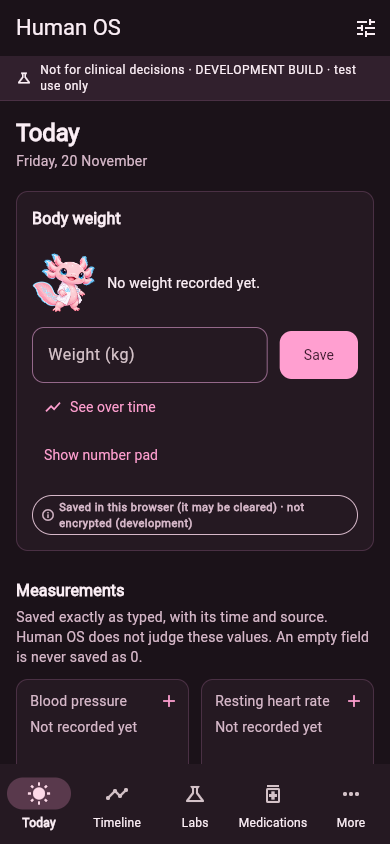 Human OS
Not for clinical decisions · DEVELOPMENT BUILD · test
use only
Today
Friday, 20 November
Body weight
No weight recorded yet.
Weight (kg)
Save
See over time
Show number pad
Saved in this browser (it may be cleared) · not
encrypted (development)
Measurements
Saved exactly as typed, with its time and source.
Human OS does not judge these values. An empty field
is never saved as 0.
Blood pressure
Resting heart rate
Not recorded yet
Not recorded yet
Today
Timeline
Labs
Medications
More